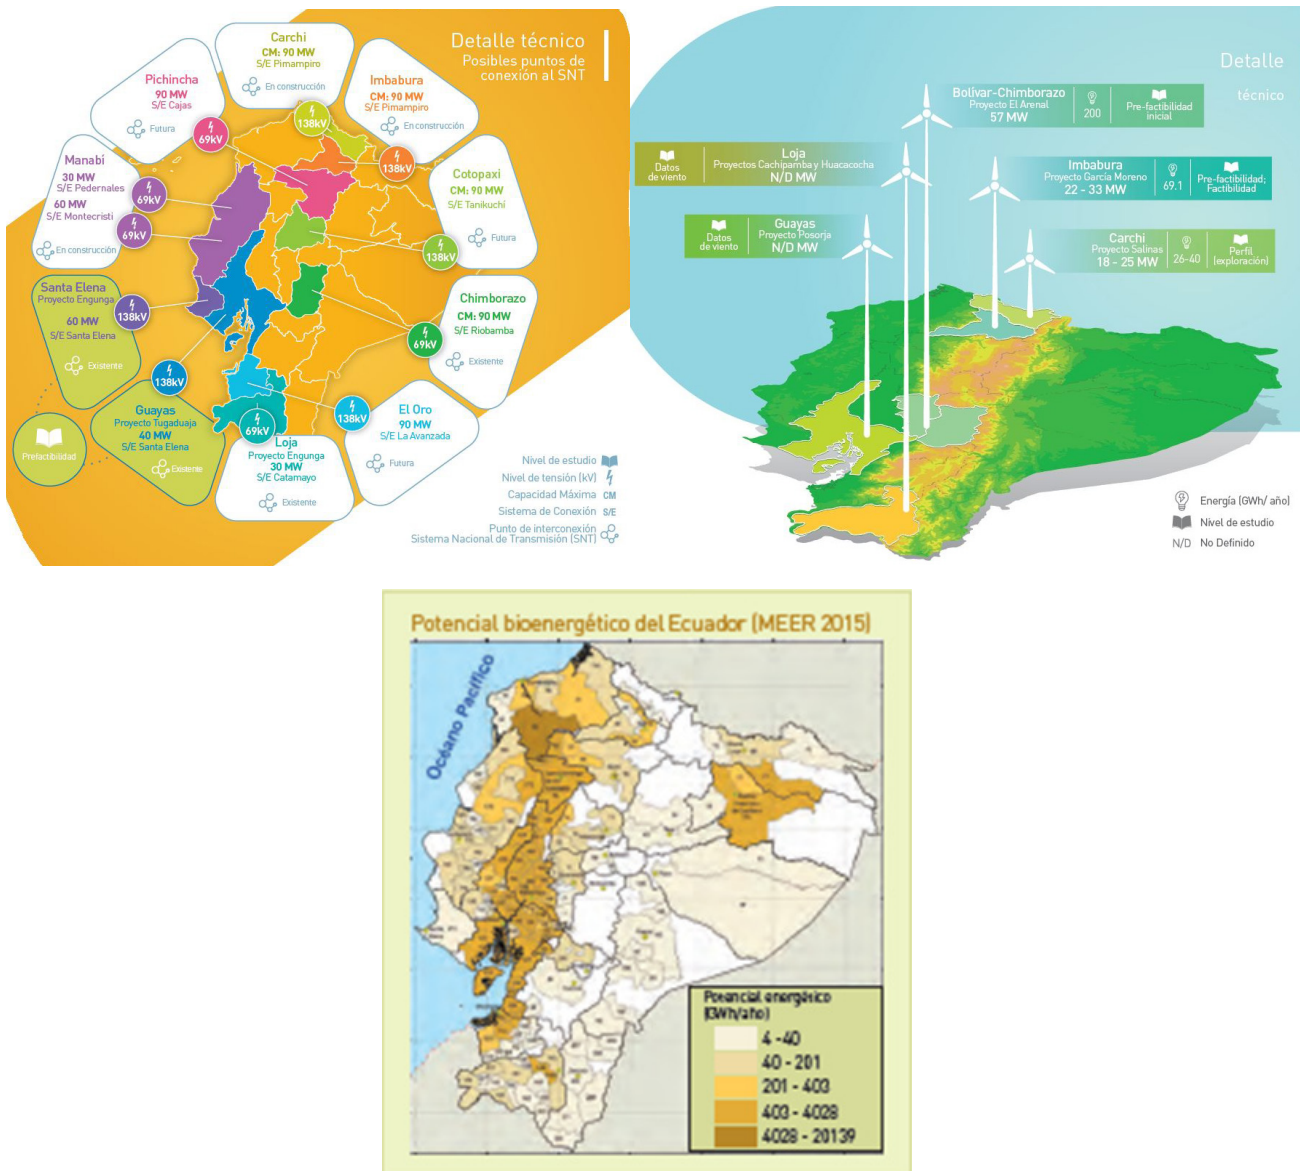 Detalle técnico
Posibles puntos de
conexión al SNT
Carchi
CM: 90 MW
S/E Pimampiro
En construcción
138kV
Imbabura
CM: 90 MW
S/E Pimampiro
En construcción
138kV
Pichincha
90 MW
S/E Cajas
Futura
69kV
Manabí
30 MW
S/E Pedernales
60 MW
S/E Montecristi
En construcción
69kV
69kV
Cotopaxi
CM: 90 MW
S/E Tanikuchí
Futura
138kV
Santa Elena
Proyecto Engunga
60 MW
S/E Santa Elena
Existente
138kV
Chimborazo
CM: 90 MW
S/E Riobamba
Existente
69kV
Guayas
Proyecto Tugaduaja
40 MW
S/E Santa Elena
Existente
138kV
Prefactibilidad
Loja
Proyecto Engunga
30 MW
S/E Catamayo
Existente
69kV
El Oro
90 MW
S/E La Avanzada
Futura
138kV
Nivel de estudio
Nivel de tensión (kV)
Capacidad Máxima CM
Sistema de Conexión S/E
Punto de interconexión
Sistema Nacional de Transmisión (SNT)
Detalle
técnico
Bolívar-Chimborazo
Proyecto El Arenal
57 MW
200
Pre-factibilidad
inicial
Datos
de viento
Loja
Proyectos Cachipamba y Huacacocha
N/D MW
Imbabura
Proyecto García Moreno
22 - 33 MW
69.1
Pre-factibilidad;
Factibilidad
Datos
de viento
Guayas
Proyecto Posorja
N/D MW
Carchi
Proyecto Salinas
18 - 25 MW
26-40
Perfil
(exploración)
Energía (GWh/ año)
Nivel de estudio
N/D No Definido
Potencial bioenergético del Ecuador (MEER 2015)
Océano Pacífico
Potencial energético
(GWh/año)
4 -40
40 - 201
201 - 403
403 - 4028
4028 - 20139